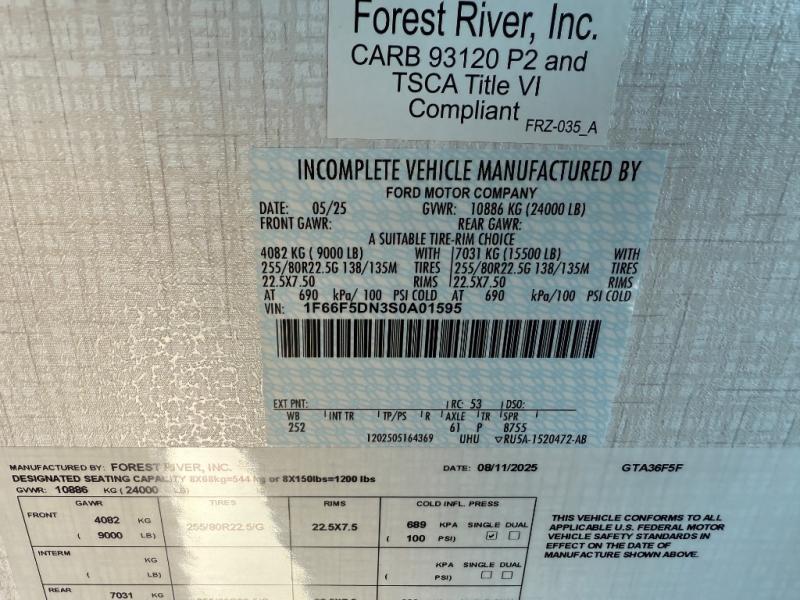 Forest River, Inc.
CARB 93120 P2 and
TSCA Title VI
Compliant
FRZ-035_A
INCOMPLETE VEHICLE MANUFACTURED BY
FORD MOTOR COMPANY
DATE: 05/25 GVWR: 10886 KG (24000 LB)
FRONT GAWR: REAR GAWR:
A SUITABLE TIRE-RIM CHOICE
4082 KG ( 9000 LB) WITH 7031 KG (15500 LB) WITH
255/80R22.5G 138/135M TIRES 255/80R22.5G 138/135M TIRES
22.5X7.50 RIMS 22.5X7.50 RIMS
AT 690 kPa/ 100 PSI COLD AT 690 kPa/100 PSI COLD
VIN: 1F66F5DN3S0A01595
EXT PNT: RC: 53 DSO:
WB INT TR TP/PS R AXLE TR SPR
252 61 P 8755
1202505164369 UHU ▽RU5A-1520472-AB
MANUFACTURED BY: FOREST RIVER, INC. DATE: 08/11/2025 GTA36F5F
DESIGNATED SEATING CAPACITY 8X68kg=544 kg or 8X150lbs=1200 lbs
GVWR: 10886 KG (24000 LB)
GAWR TIRES RIMS COLD INFL. PRESS
FRONT 4082 KG 255/80R22.5/G 22.5X7.5 689 KPA SINGLE DUAL
( 9000 LB) ( 100 PSI)
THIS VEHICLE CONFORMS TO ALL
APPLICABLE U.S. FEDERAL MOTOR
VEHICLE SAFETY STANDARDS IN
EFFECT ON THE DATE OF
MANUFACTURE SHOWN ABOVE.
INTERM KG KPA SINGLE DUAL
( LB) ( PSI)
REAR 7031 KG